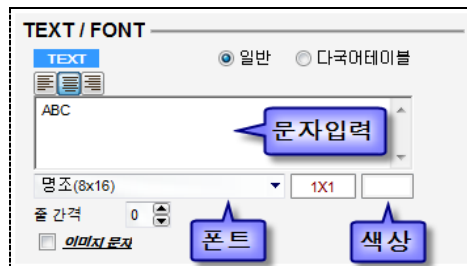 TEXT / FONT
TEXT 일반 다국어테이블
ABC
문자입력
명조(8x16) 1X1
줄 간격 0
이미지 문자
폰트 색상